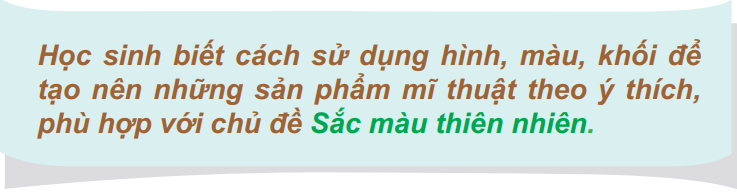 Học sinh biết cách sử dụng hình, màu, khối để
tạo nên những sản phẩm mĩ thuật theo ý thích,
phù hợp với chủ đề Sắc màu thiên nhiên.